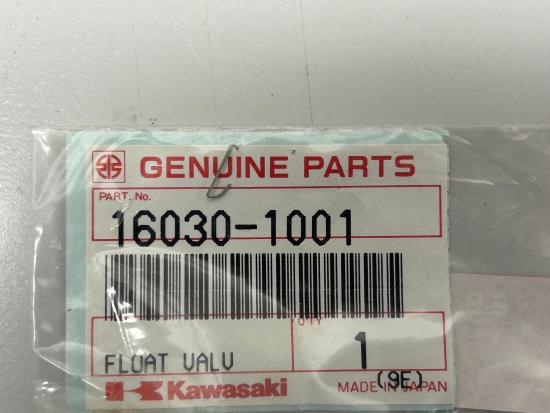 GENUINE PARTS
PART. No.
16030-1001
QTY
FLOAT VALV
1
(9E)
Kawasaki
MADE IN JAPAN